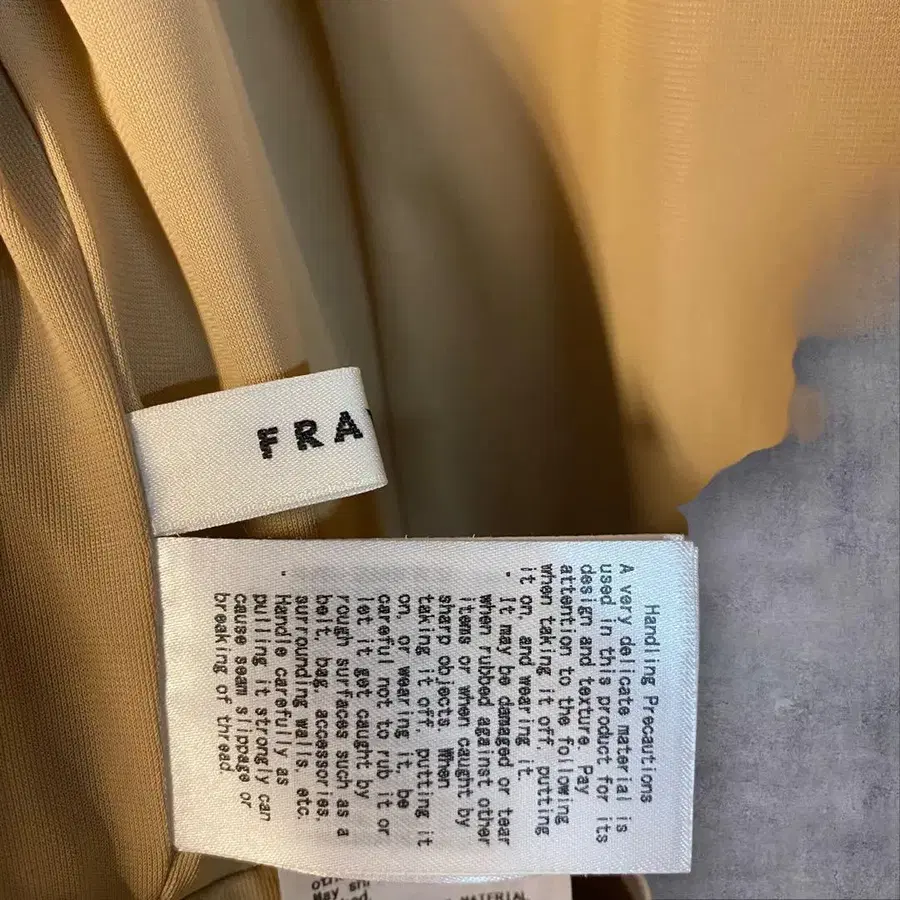 FRA
Handling Precautions
A very delicate material is
used in this product for its
design and texture. Pay
attention to the following
when taking it off, putting
it on, and wearing it.
· It may be damaged or tear
when rubbed against other
items or when caught by
sharp objects. When
taking it off, putting it
on, or wearing it, be
careful not to rub it or
let it get caught by
rough surfaces such as a
belt, bag, accessories,
surrounding walls, etc.
· Handle carefully as
pulling it strongly can
cause seam slippage or
breaking of thread.
MATERIAL